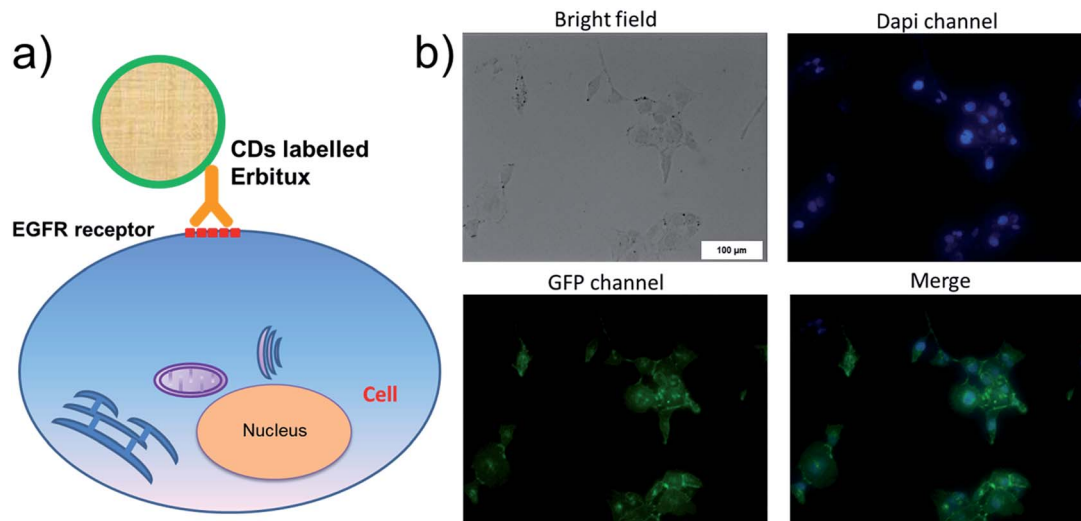 a)
CDs labelled
Erbitux
EGFR receptor
Cell
Nucleus
b)
Bright field
Dapi channel
100 µm
GFP channel
Merge